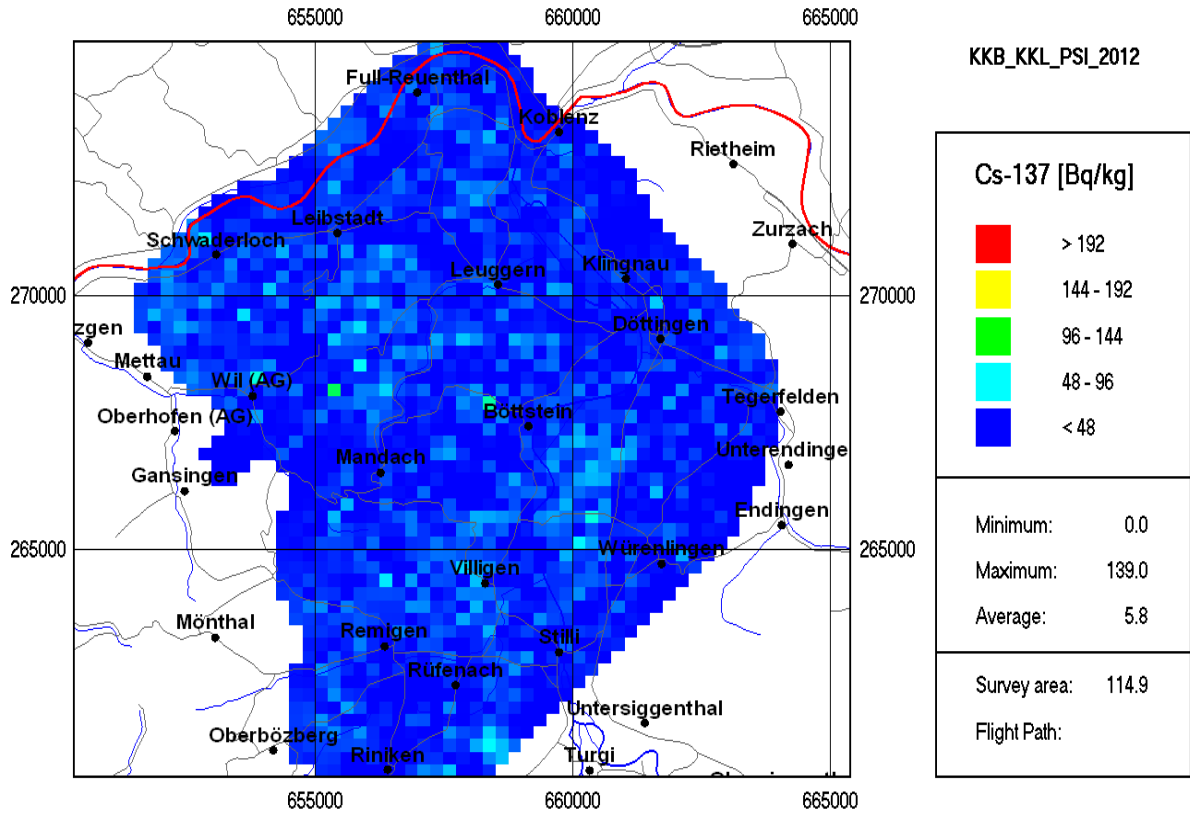 655000 660000 665000
KKB_KKL_PSI_2012
Full-Reuenthal
Koblenz
Rietheim
Cs-137 [Bq/kg]
Leibstadt
Zurzach
Schwaderloch
> 192
Leuggern
Klingnau
144 - 192
270000 270000
zgen
Döttingen
96 - 144
Mettau
Wil (AG)
48 - 96
Tegerfelden
Oberhofen (AG)
Böttstein
< 48
Mandach
Unterendinge
Gansingen
Endingen
Minimum: 0.0
265000 265000
Würenlingen
Villigen
Maximum: 139.0
Average: 5.8
Mönthal
Remigen
Stilli
Rüfenach
Survey area: 114.9
Untersiggenthal
Flight Path:
Oberbözberg
Riniken
Turgi
655000 660000 665000